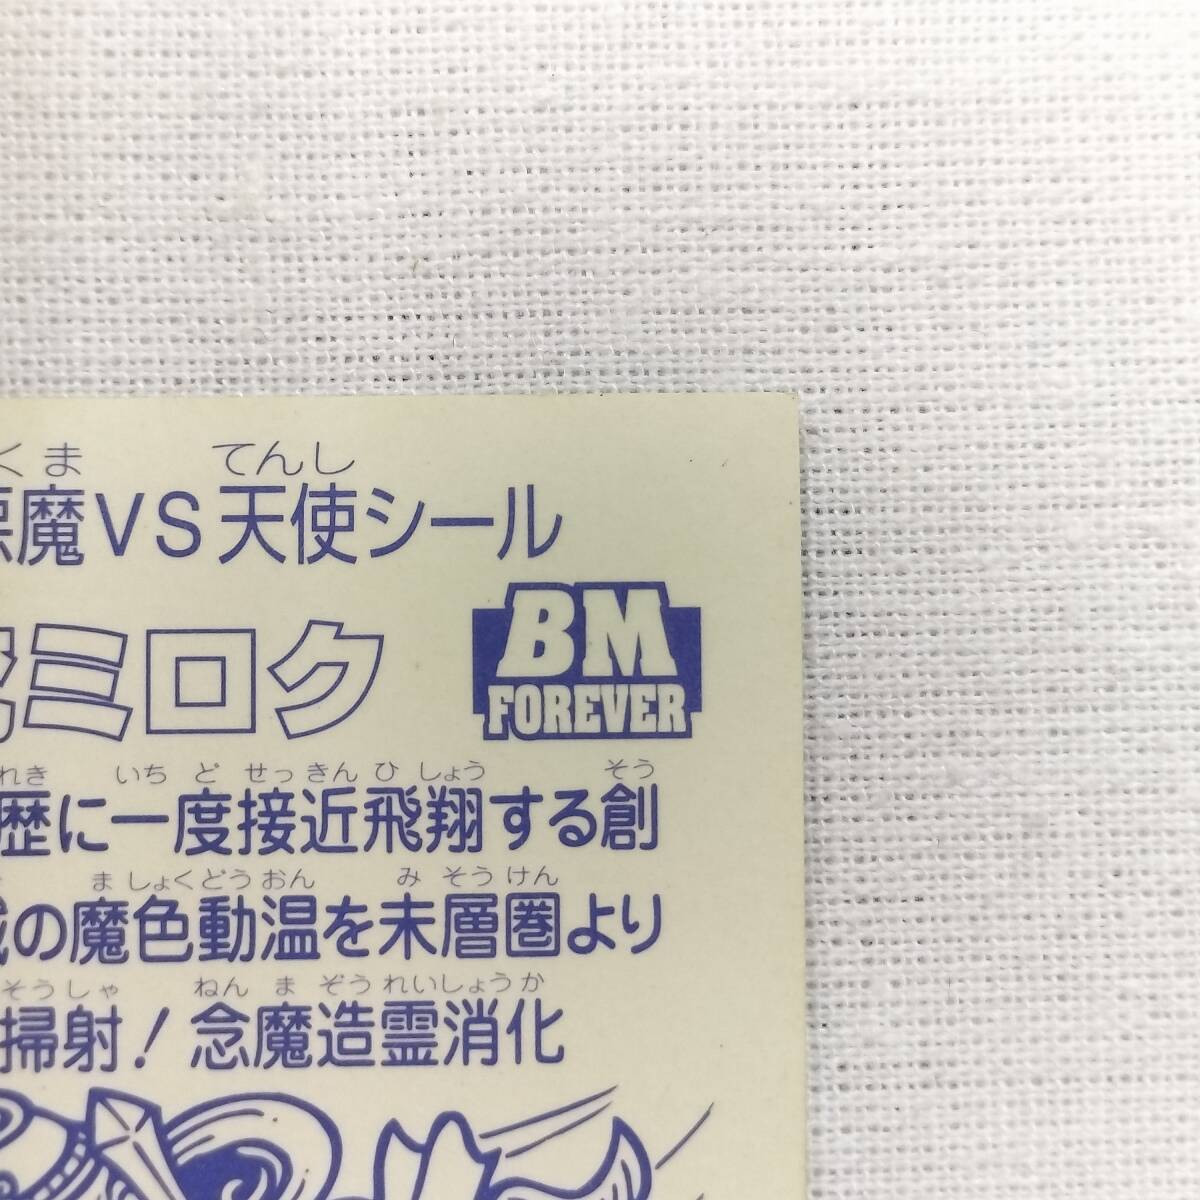 くま てんし
悪魔VS天使シール
ミロク
BM
FOREVER
れき いちど せっきん ひしょう そう
歴に一度接近飛翔する創
ましょくどうおん みそうけん
の魔色動温を未層圏より
そうしゃ ねんまぞうれいしょうか
掃射!念魔造霊消化